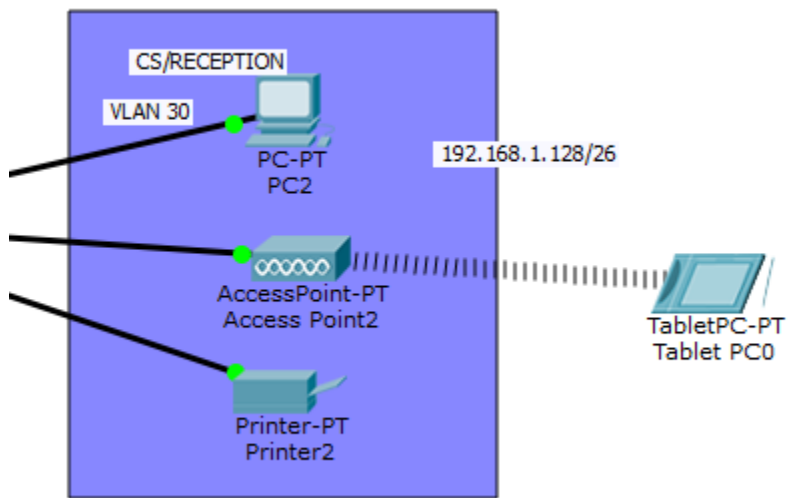 CS/RECEPTION
VLAN 30
PC-PT
PC2
192.168.1.128/26
AccessPoint-PT
Access Point2
TabletPC-PT
Tablet PC0
Printer-PT
Printer2